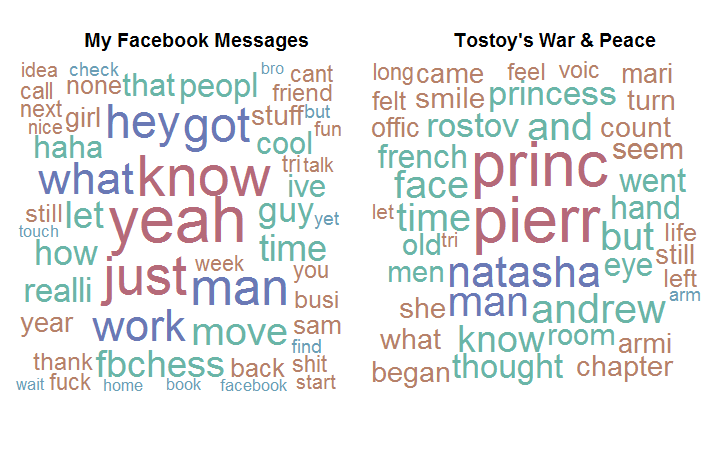 My Facebook Messages
Tostoy's War & Peace
idea check bro cant
call none that peopl friend
next girl hey got stuff but
nice fun
haha cool
what know tri talk
ive
still let yeah guy yet
touch
how time
just week you
realli man busi
year work move sam
find
thank fbchess back shit
wait fuck home book facebook start
long came feel voic mari
felt smile princess turn
offic rostov and count
french princ seem
face went
let time pierr hand
old tri but life
men natasha eye still
left
she man andrew arm
what know room armi
began thought chapter